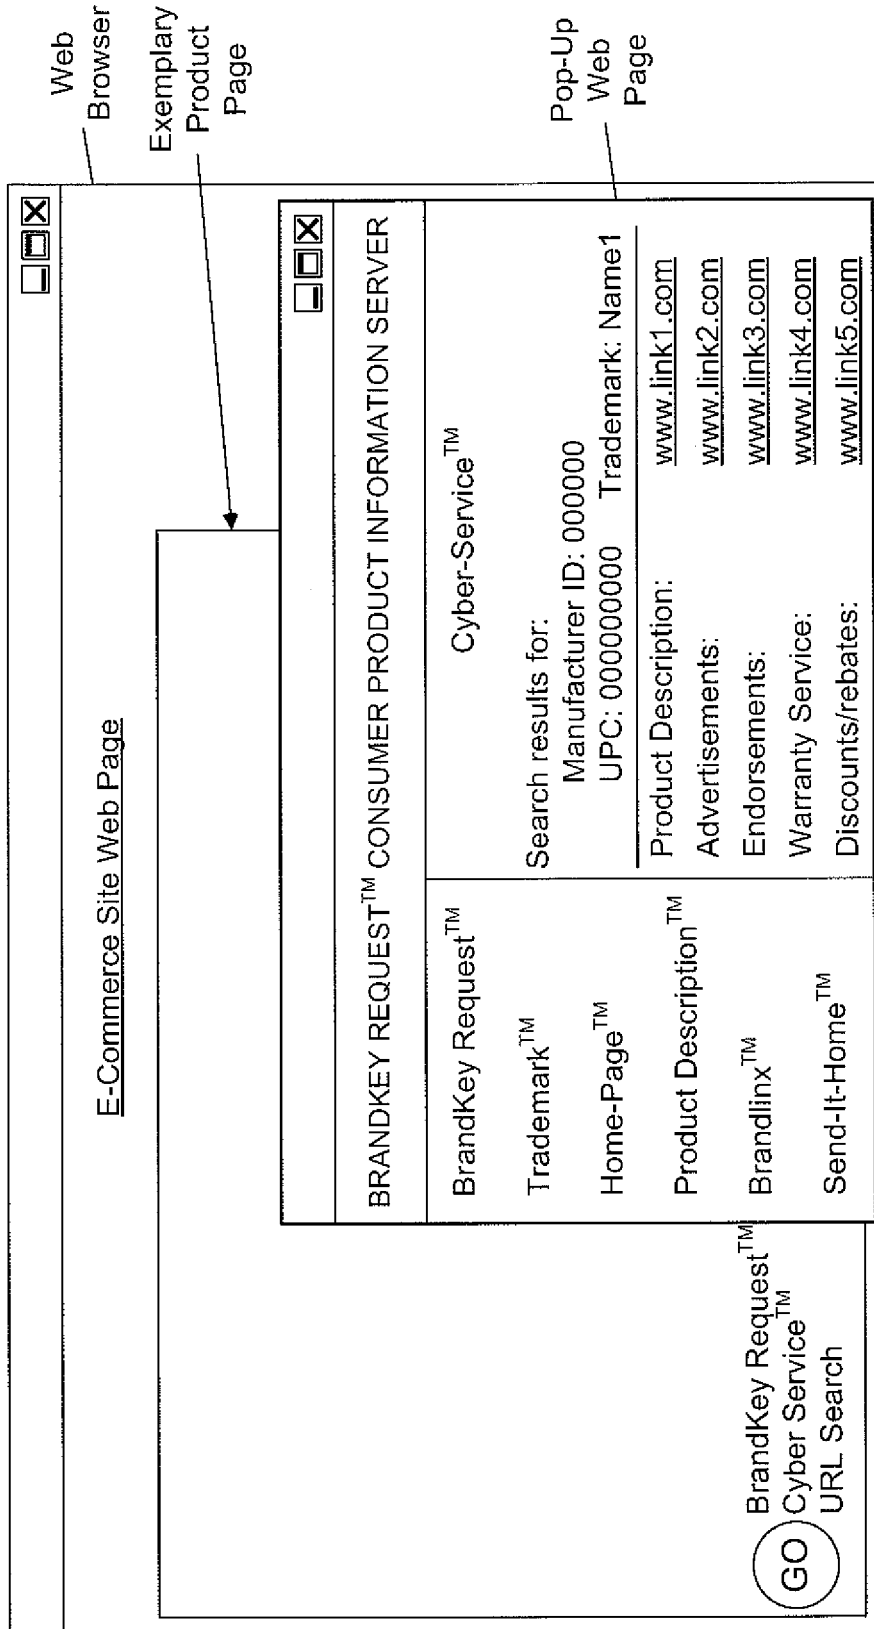 Web
Browser
Exemplary
Product
Page
E-Commerce Site Web Page
Pop-Up
Web
Page
BRANDKEY REQUEST™ CONSUMER PRODUCT INFORMATION SERVER
BrandKey Request™
Trademark™
Home-Page™
Product Description™
Brandlinx™
Send-It-Home™
Cyber-Service™
Search results for:
Manufacturer ID: 000000
UPC: 000000000 Trademark: Name1
Product Description: www.link1.com
Advertisements: www.link2.com
Endorsements: www.link3.com
Warranty Service: www.link4.com
Discounts/rebates: www.link5.com
GO
BrandKey Request™
Cyber Service™
URL Search